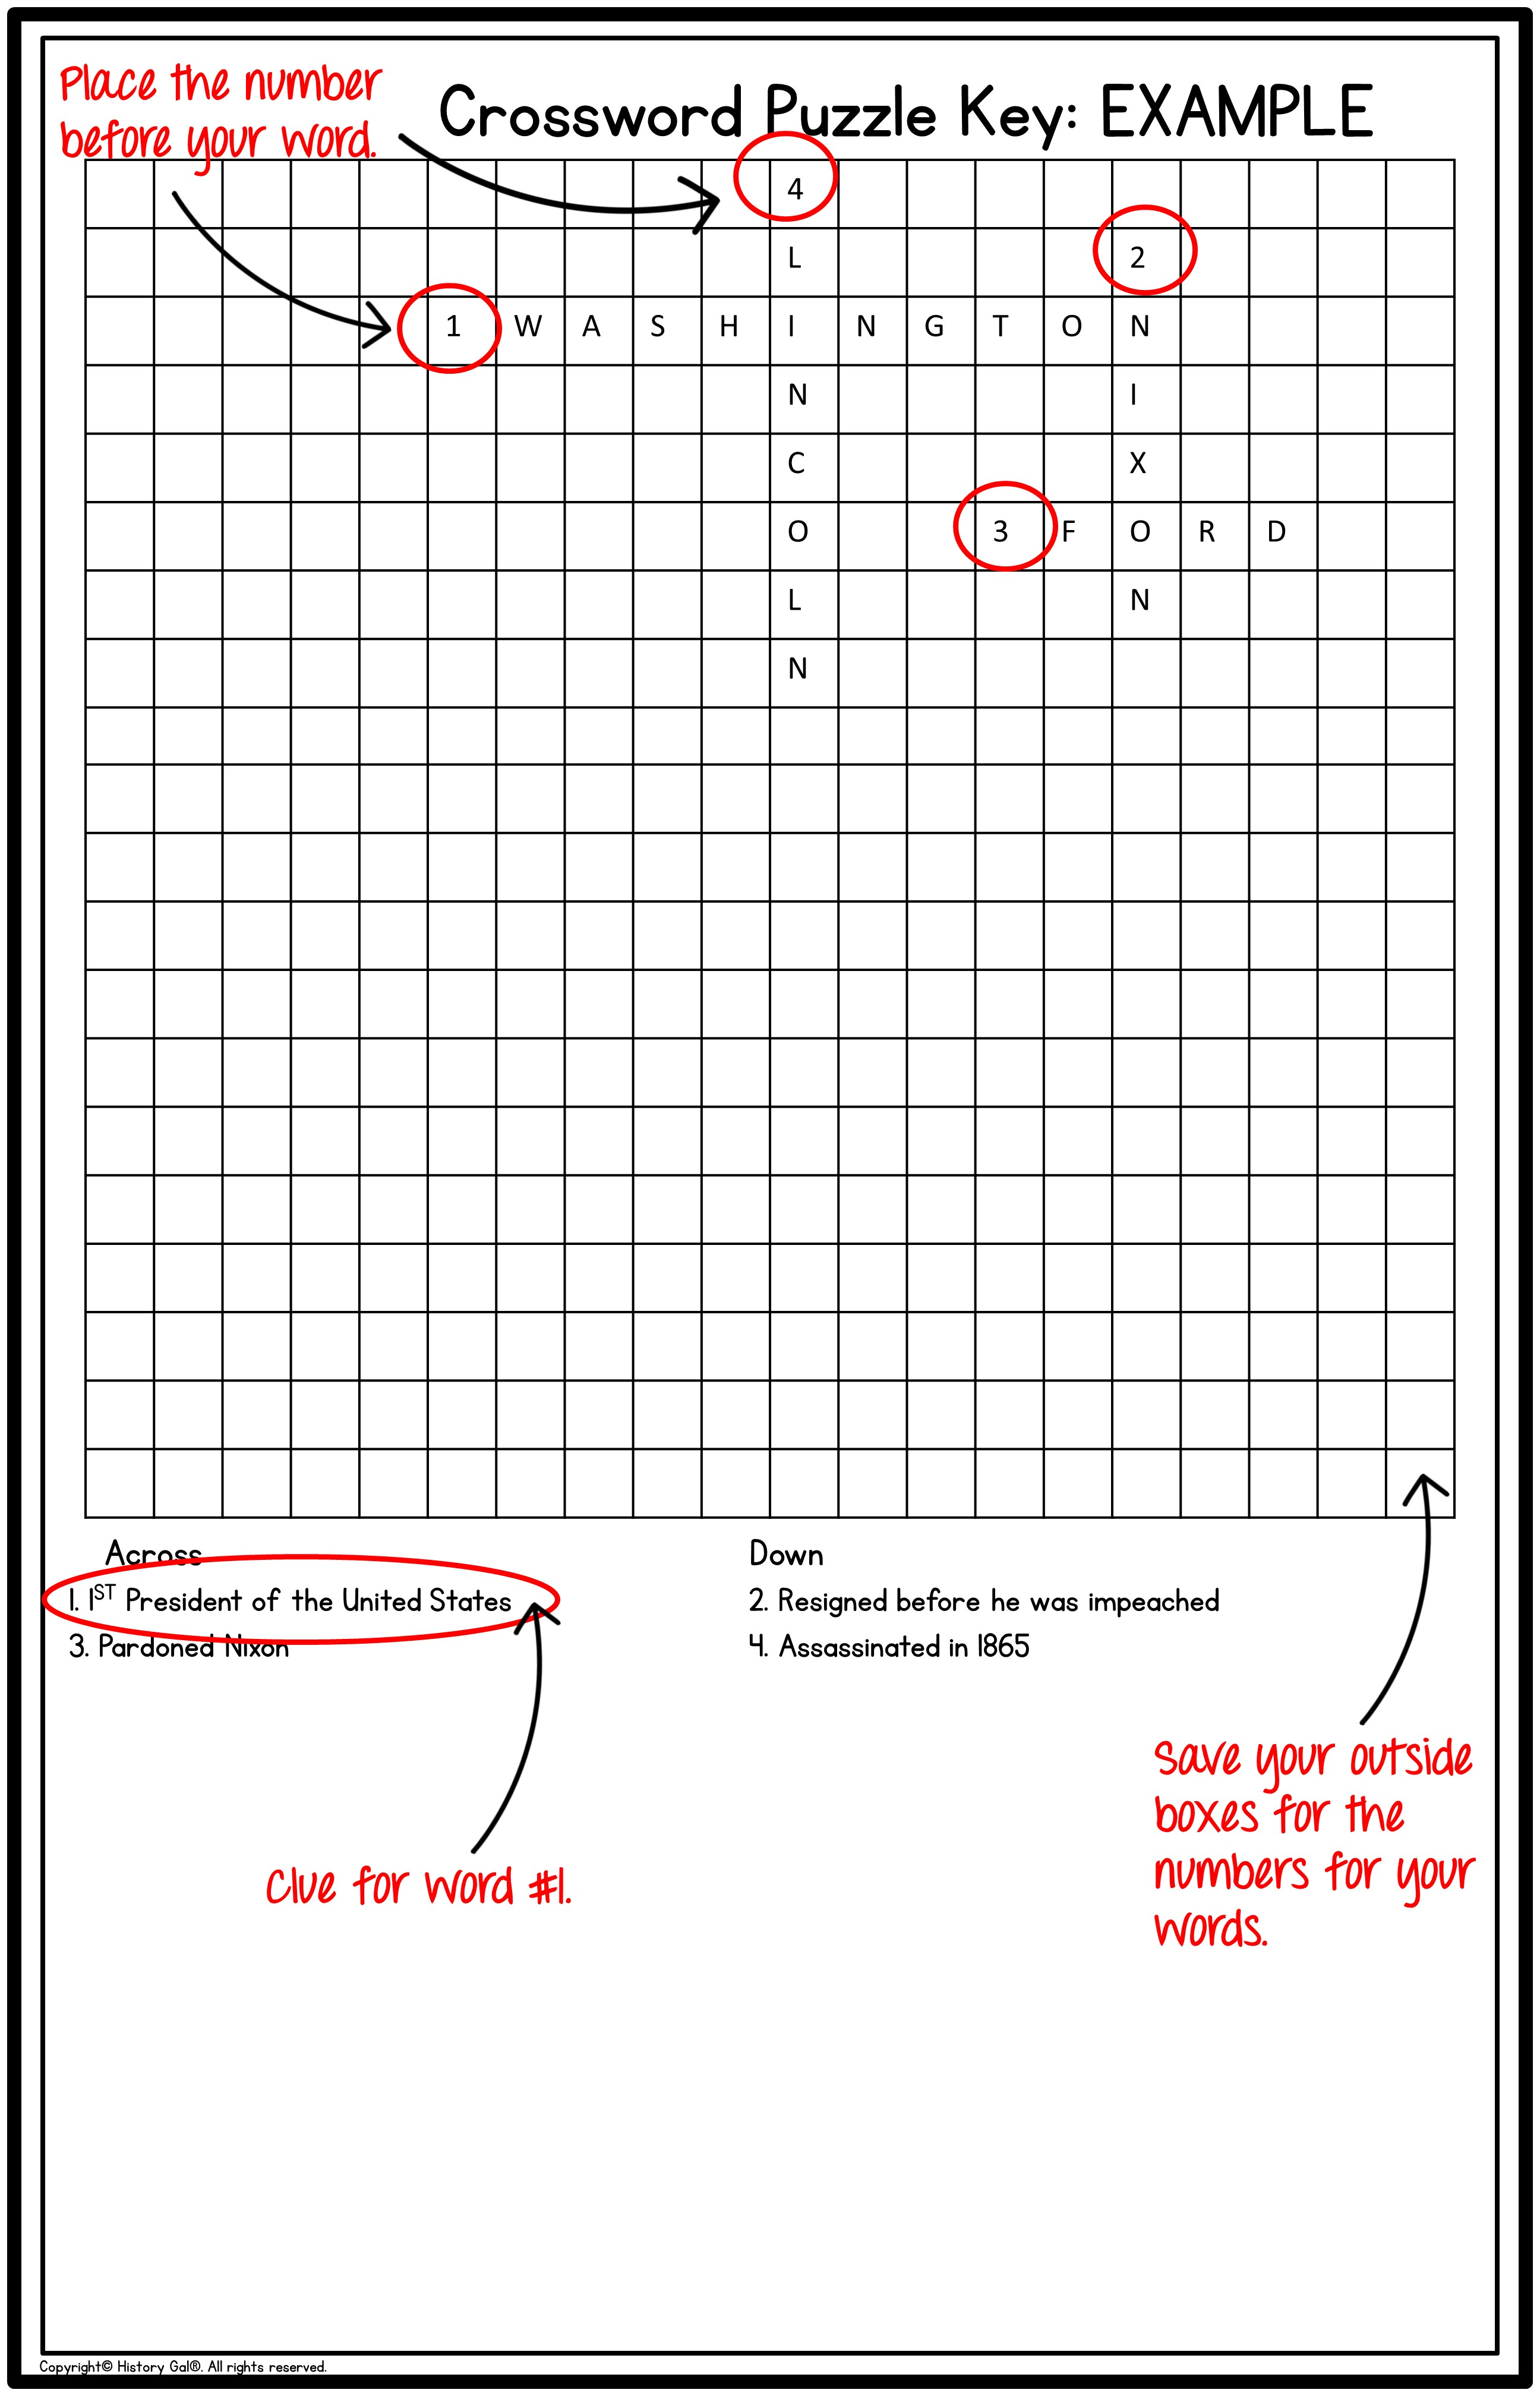 Place the number
before your word.
Crossword Puzzle Key: EXAMPLE
4
L 2
1 W A S H I N G T O N
N I
C X
O 3 F O R D
L N
N
Across
1. 1ST President of the United States
3. Pardoned Nixon
Down
2. Resigned before he was impeached
4. Assassinated in 1865
Clue for word #1.
Save your outside
boxes for the
numbers for your
words.
Copyright© History Gal®. All rights reserved.